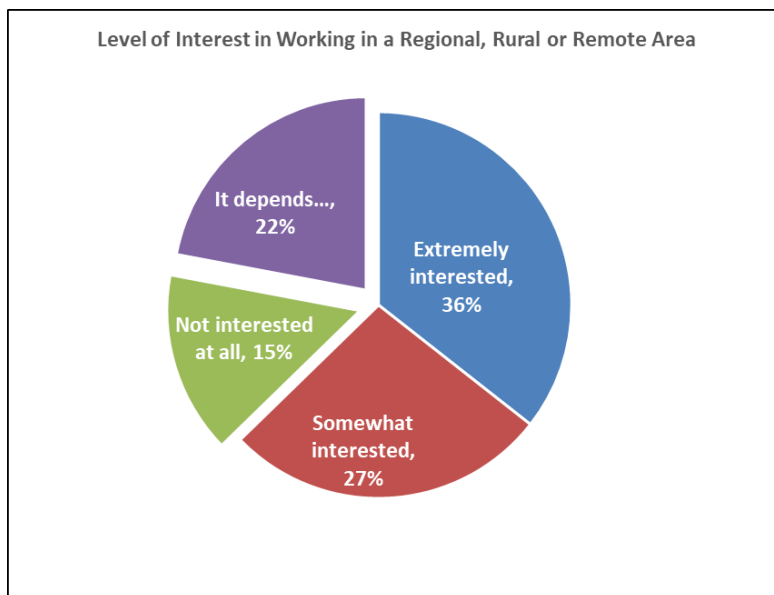 Level of Interest in Working in a Regional, Rural or Remote Area
It depends...,
22%
Extremely
interested,
36%
Not interested
at all, 15%
Somewhat
interested,
27%